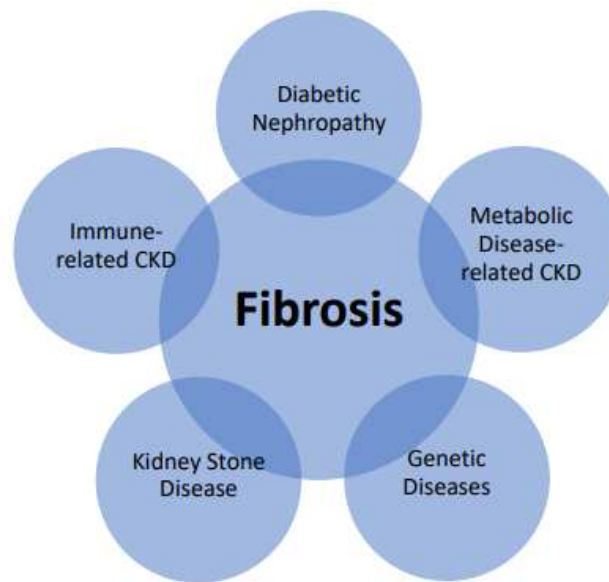 Diabetic
Nephropathy
Immune-
related CKD
Metabolic
Disease-
related CKD
Fibrosis
Kidney Stone
Disease
Genetic
Diseases